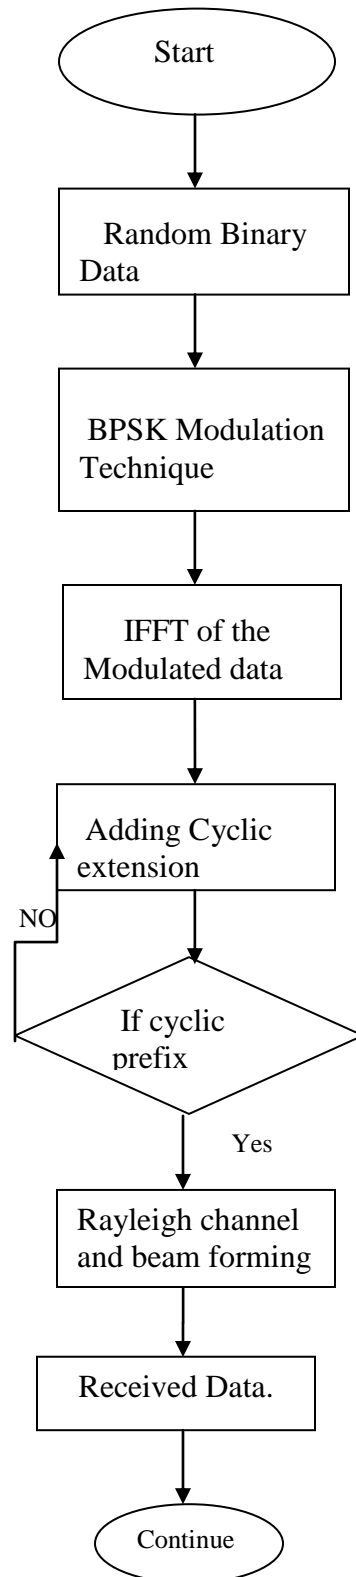 Start
Random Binary
Data
BPSK Modulation
Technique
IFFT of the
Modulated data
Adding Cyclic
extension
NO
If cyclic
prefix
Yes
Rayleigh channel
and beam forming
Received Data.
Continue